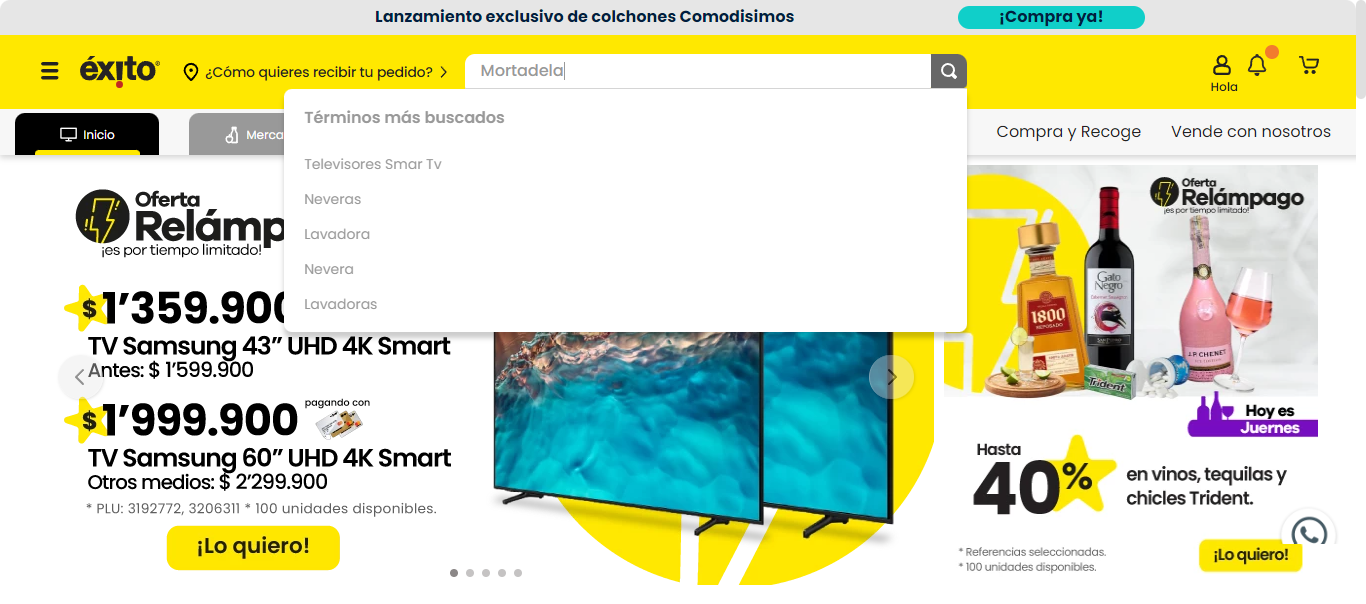 Lanzamiento exclusivo de colchones Comodisimos
¡Compra ya!
éxito
¿Cómo quieres recibir tu pedido?
Mortadela
Hola
Inicio
Merca
Compra y Recoge
Vende con nosotros
Términos más buscados
Televisores Smar Tv
Neveras
Lavadora
Nevera
Lavadoras
Oferta
Relámp
¡es por tiempo limitado!
$1’359.900
TV Samsung 43” UHD 4K Smart
Antes: $ 1’599.900
$1’999.900
pagando con
TV Samsung 60” UHD 4K Smart
Otros medios: $ 2’299.900
* PLU: 3192772, 3206311 * 100 unidades disponibles.
¡Lo quiero!
Oferta
Relámpago
¡es por tiempo limitado!
1800
REPOSADO
Gato
Negro
Cabernet Sauvignon
J.P. CHENET
Trident
Hoy es
Juernes
Hasta
40%
en vinos, tequilas y
chicles Trident.
* Referencias seleccionadas.
* 100 unidades disponibles.
¡Lo quiero!